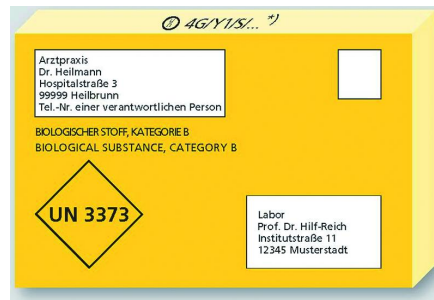 4G/Y1/S/... *)
Arztpraxis
Dr. Heilmann
Hospitalstraße 3
99999 Heilbrunn
Tel.-Nr. einer verantwortlichen Person
BIOLOGISCHER STOFF, KATEGORIE B
BIOLOGICAL SUBSTANCE, CATEGORY B
UN 3373
Labor
Prof. Dr. Hilf-Reich
Institutstraße 11
12345 Musterstadt